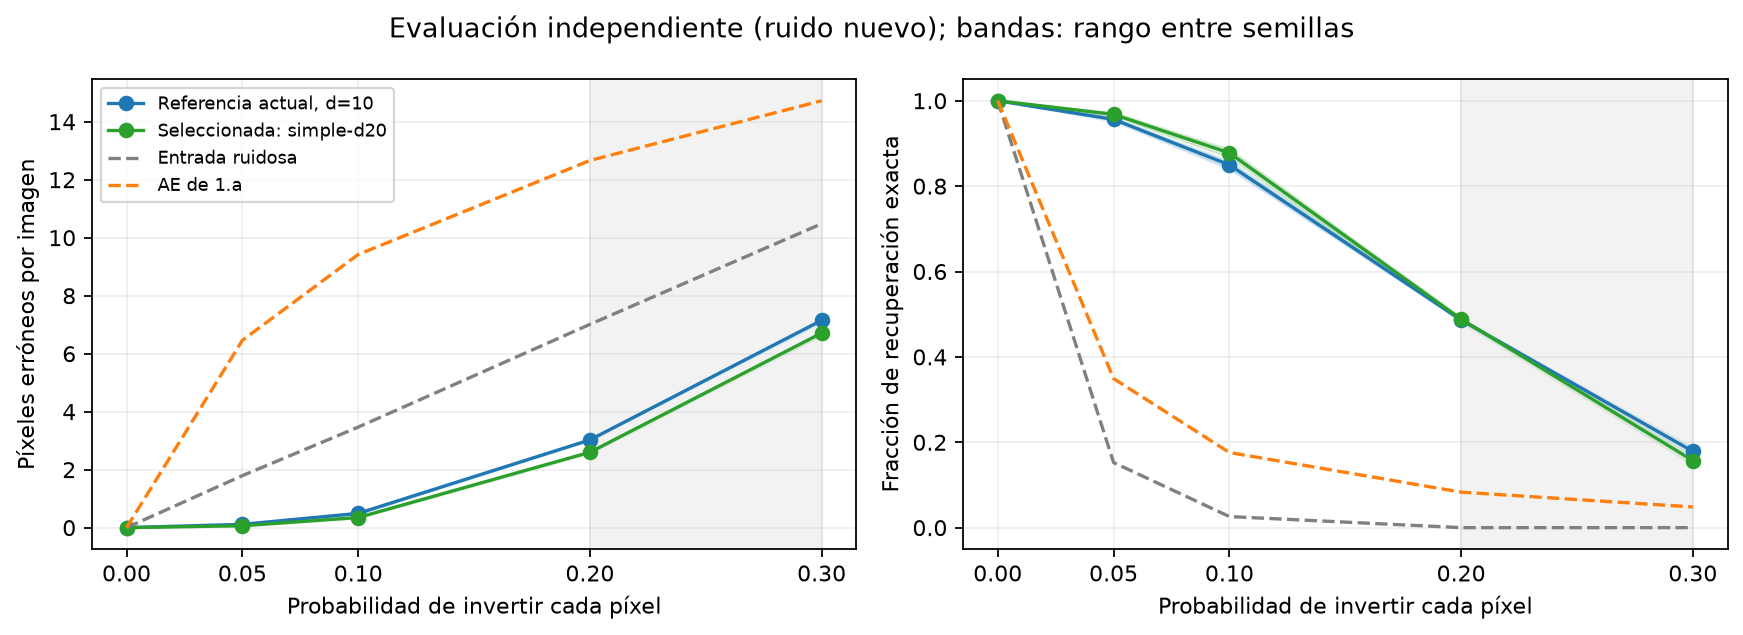 Evaluación independiente (ruido nuevo); bandas: rango entre semillas
Referencia actual, d=10
Seleccionada: simple-d20
Entrada ruidosa
AE de 1.a
Píxeles erróneos por imagen
14
12
10
8
6
4
2
0
0.00
0.05
0.10
0.20
0.30
Probabilidad de invertir cada píxel
Fracción de recuperación exacta
1.0
0.8
0.6
0.4
0.2
0.0
0.00
0.05
0.10
0.20
0.30
Probabilidad de invertir cada píxel